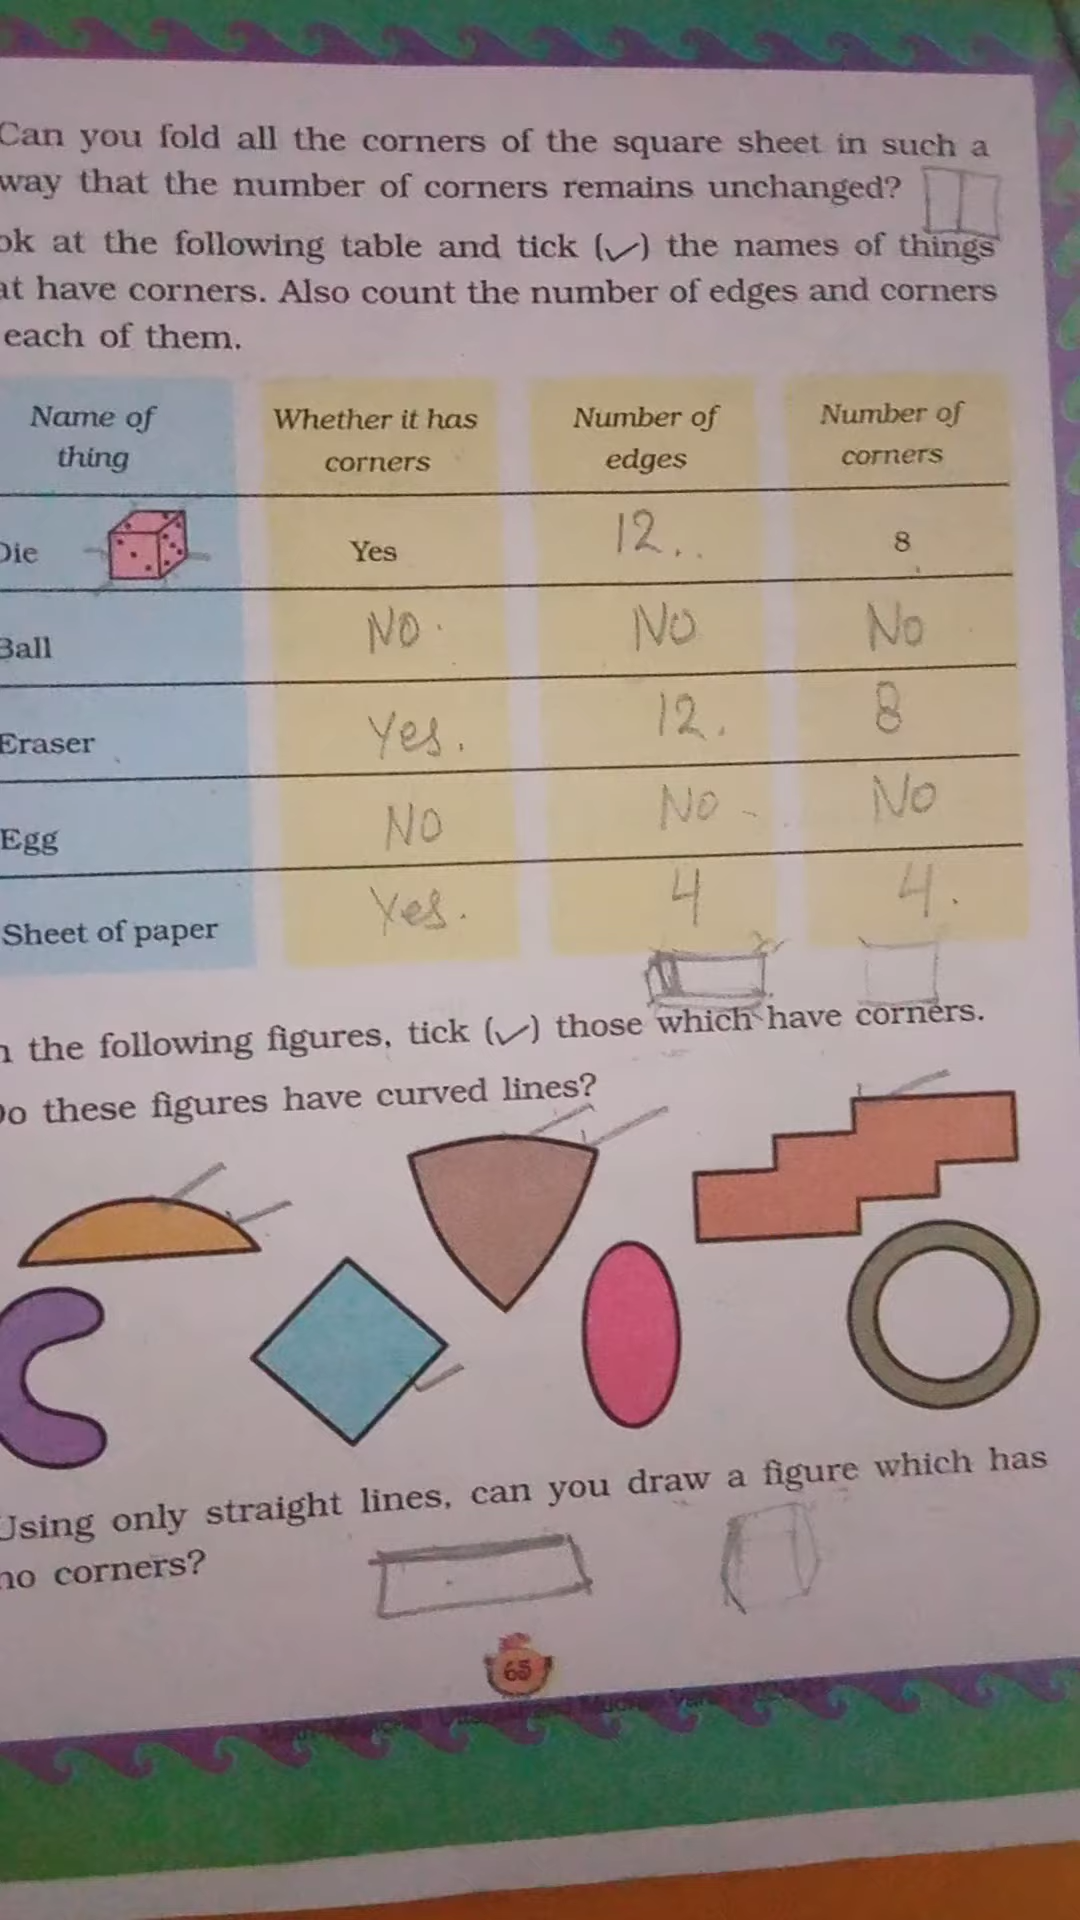 Can you fold all the corners of the square sheet in such a
way that the number of corners remains unchanged?
ok at the following table and tick (✓) the names of things
at have corners. Also count the number of edges and corners
each of them.
Name of thing Whether it has corners Number of edges Number of corners
Die Yes 12.. 8
Ball No. No No
Eraser Yes. 12. 8
Egg No No No
Sheet of paper Yes. 4 4.
n the following figures, tick (✓) those which have corners.
Do these figures have curved lines?
Using only straight lines, can you draw a figure which has
no corners?
65